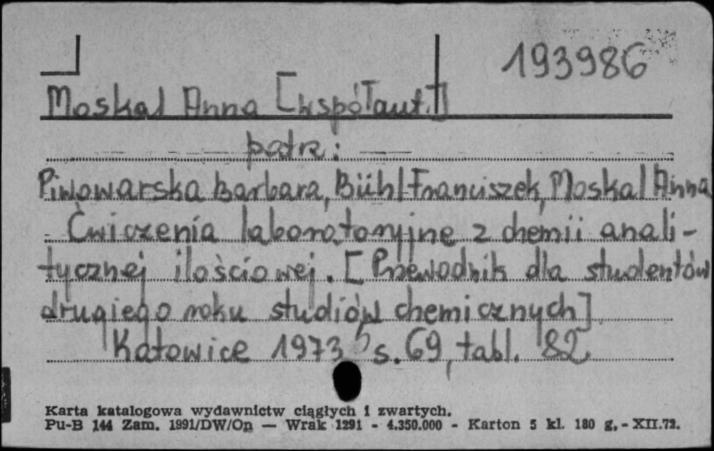 193986
Moskal Anna [współaut.]
patrz:
Piwowarska Barbara, Bühl Franciszek, Moskal Anna
Ćwiczenia laboratoryjne z chemii anali-
tycznej ilościowej. [Przewodnik dla studentów
drugiego roku studiów chemicznych]
Katowice 1973 s. 69, tabl. 82
Karta katalogowa wydawnictw ciągłych i zwartych.
Pu-B 144 Zam. 1991/DW/Op — Wrak 1291 - 4.350.000 - Karton 5 kl. 180 g. - XII.72.